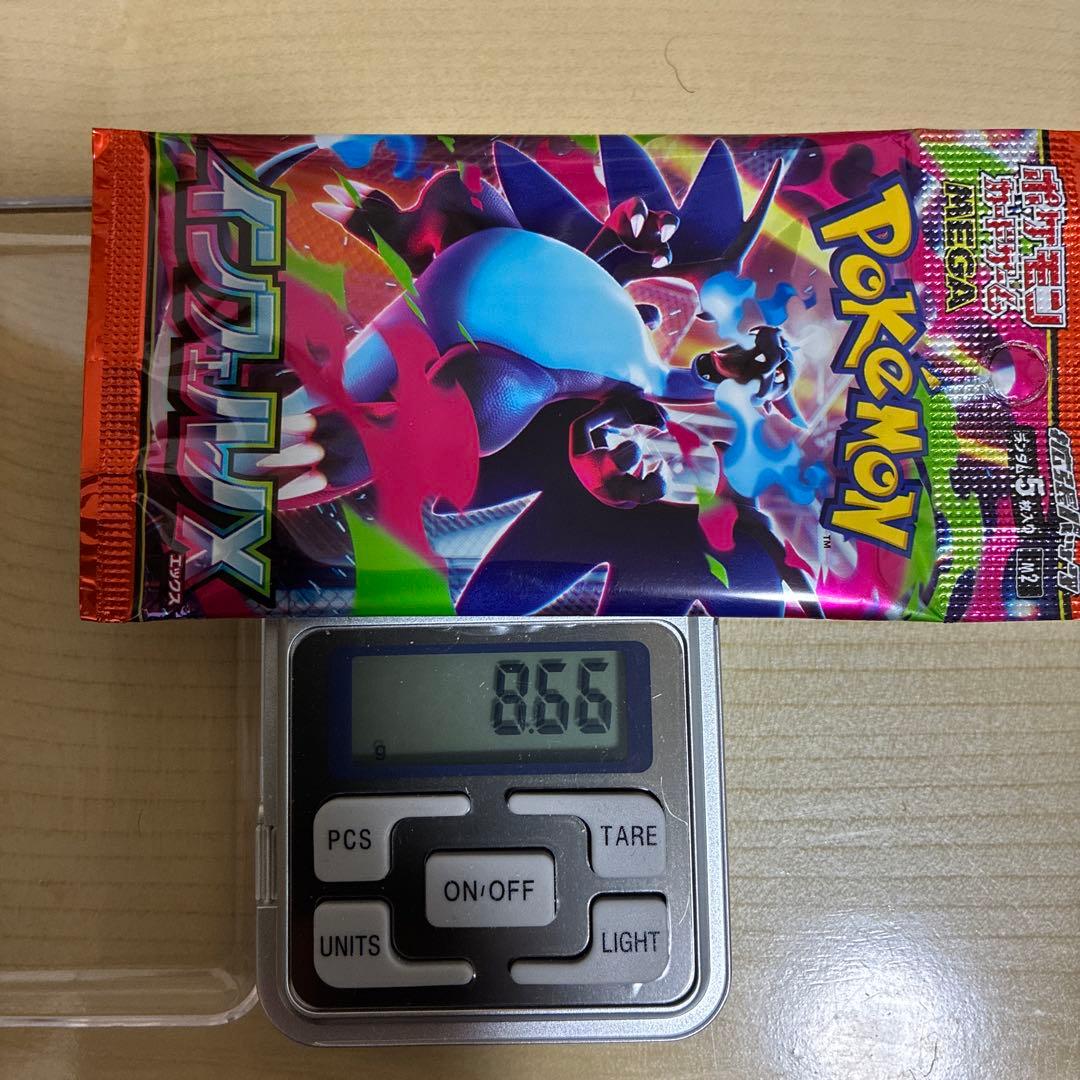 ポケモン
カードゲーム
MEGA
拡張パック
ランダム5枚入り
M2
POKÉMON
TM
インフェルノX
エックス
8.66
g
PCS
TARE
ON/OFF
UNITS
LIGHT